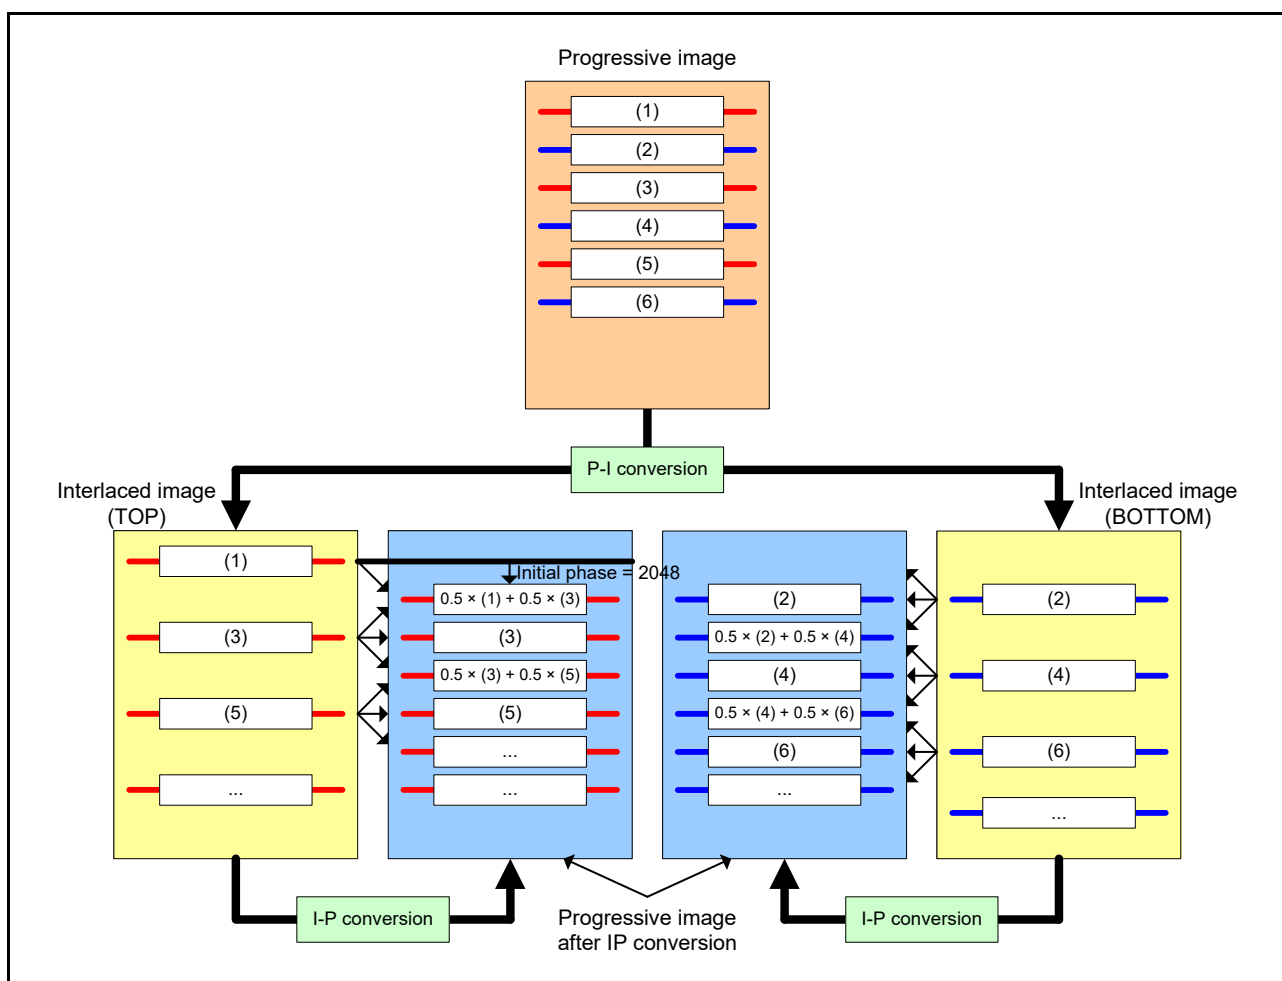 Progressive image
(1)
(2)
(3)
(4)
(5)
(6)
P-I conversion
Interlaced image
(TOP)
Interlaced image
(BOTTOM)
(1)
(3)
(5)
...
Initial phase = 2048
0.5 × (1) + 0.5 × (3)
(3)
0.5 × (3) + 0.5 × (5)
(5)
...
...
(2)
0.5 × (2) + 0.5 × (4)
(4)
0.5 × (4) + 0.5 × (6)
(6)
...
(2)
(4)
(6)
...
I-P conversion
Progressive image
after IP conversion
I-P conversion